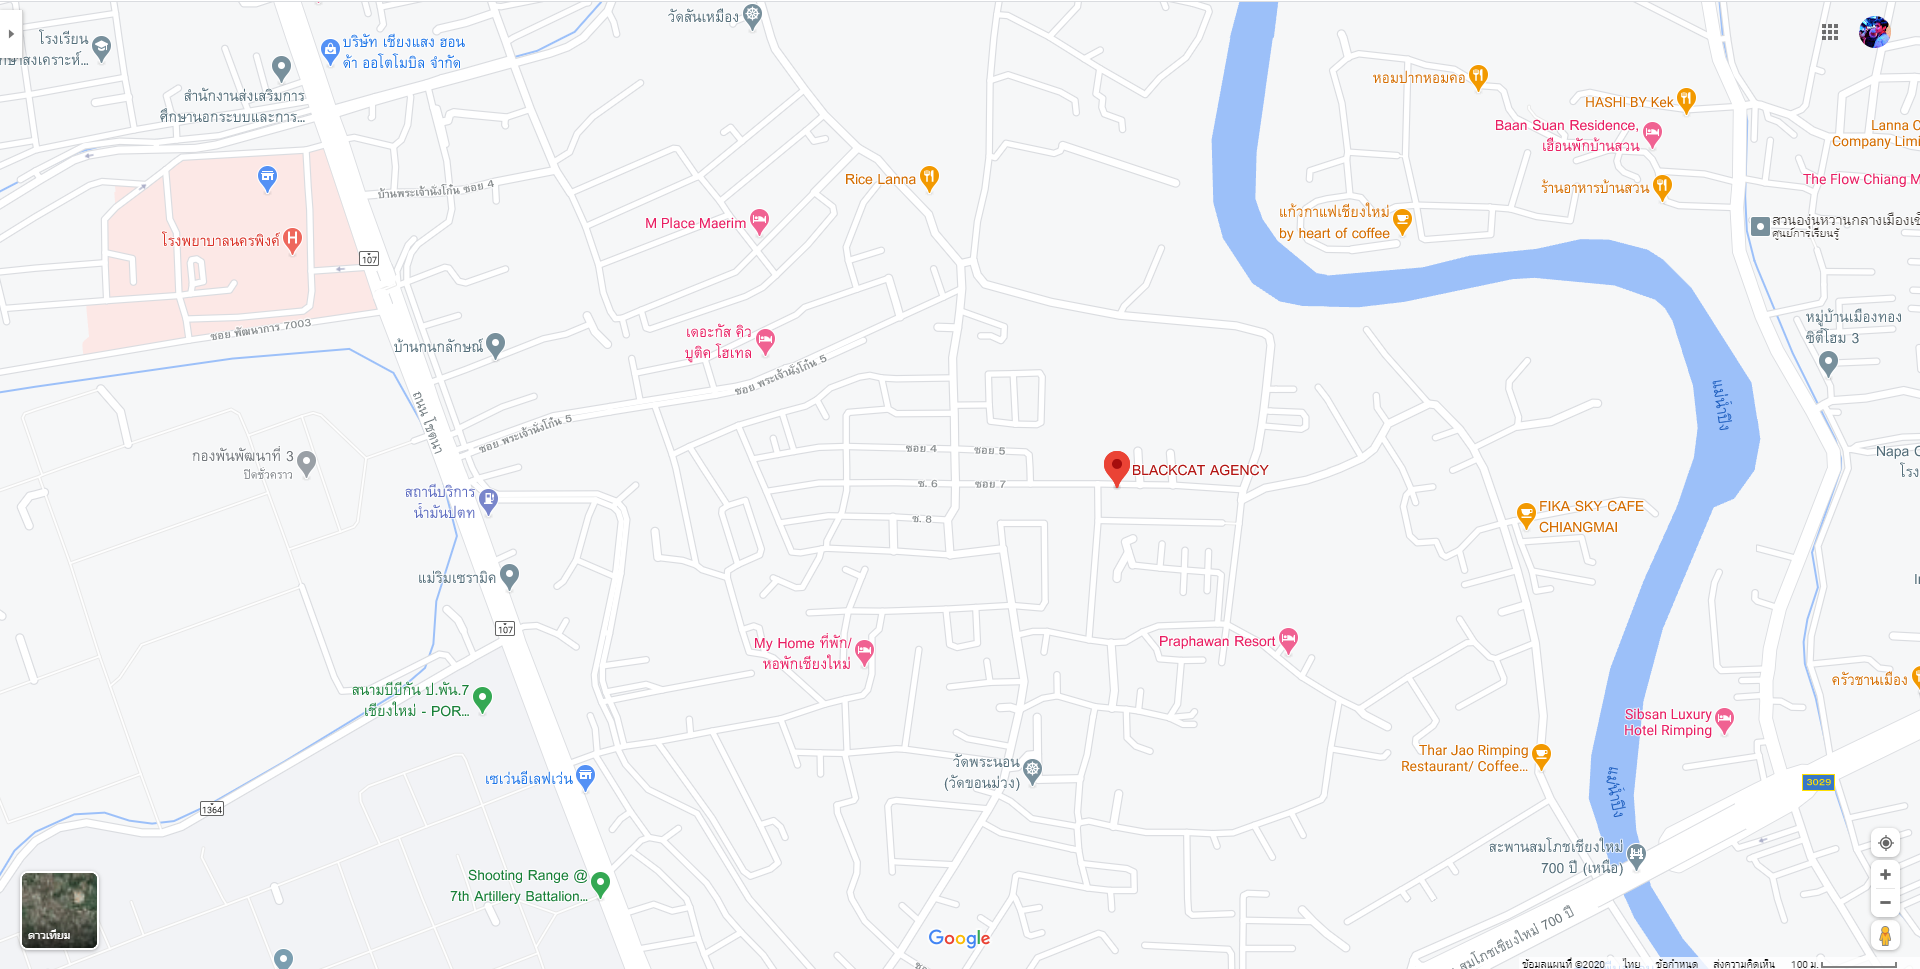 วัดสันเหมือง
โรงเรียน
กษาสงเคราะห์...
บริษัท เชียงแสง ฮอน
ด้า ออโตโมบิล จำกัด
สำนักงานส่งเสริมการ
ศึกษานอกระบบและการ...
หอมปากหอมคอ
HASHI BY Kek
Baan Suan Residence,
เฮือนพักบ้านสวน
Lanna C
Company Limi
The Flow Chiang M
ร้านอาหารบ้านสวน
Rice Lanna
บ้านพระเจ้านั่งโก๋น ซอย 4
M Place Maerim
แก้วกาแฟเชียงใหม่
by heart of coffee
สวนองุ่นหวานกลางเมืองเชี
ศูนย์การเรียนรู้
โรงพยาบาลนครพิงค์
107
ซอย พัฒนาการ 7003
บ้านกนกลักษณ์
เดอะกัส คิว
บูติค โฮเทล
หมู่บ้านเมืองทอง
ซิตี้โฮม 3
ซอย พระเจ้านั่งโก๋น 5
ถนน โชตนา
ซอย พระเจ้านั่งโก๋น 5
แม่น้ำปิง
กองพันพัฒนาที่ 3
ปิดชั่วคราว
ซอย 4
ซอย 5
Napa G
โรง
BLACKCAT AGENCY
ซ. 6
ซอย 7
สถานีบริการ
น้ำมันปตท
ซ. 8
FIKA SKY CAFE
CHIANGMAI
แม่ริมเซรามิค
107
My Home ที่พัก/
หอพักเชียงใหม่
Praphawan Resort
ครัวชานเมือง
สนามบีบีกัน ป.พัน.7
เชียงใหม่ - POR...
Sibsan Luxury
Hotel Rimping
Thar Jao Rimping
Restaurant/ Coffee...
วัดพระนอน
(วัดขอนม่วง)
เซเว่นอีเลฟเว่น
3029
แม่น้ำปิง
1364
สะพานสมโภชเชียงใหม่
700 ปี (เหนือ)
Shooting Range @
7th Artillery Battalion...
สมโภชเชียงใหม่ 700 ปี
ดาวเทียม
Google
ข้อมูลแผนที่ ©2020 ไทย ข้อกำหนด ส่งความคิดเห็น 100 ม.